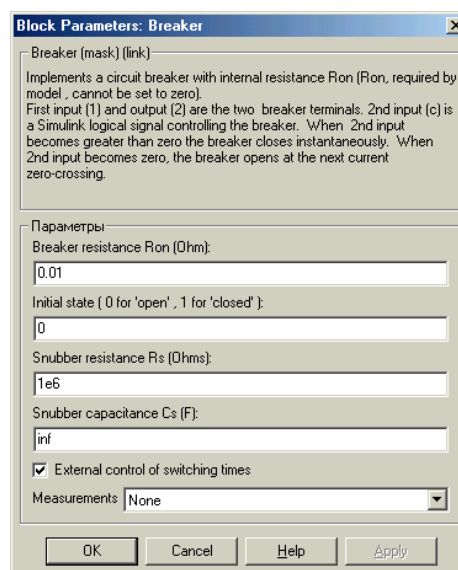 Block Parameters: Breaker
Breaker (mask) (link)
Implements a circuit breaker with internal resistance Ron (Ron, required by
model , cannot be set to zero).
First input (1) and output (2) are the two breaker terminals. 2nd input (c) is
a Simulink logical signal controlling the breaker. When 2nd input
becomes greater than zero the breaker closes instantaneously. When
2nd input becomes zero, the breaker opens at the next current
zero-crossing.
Параметры
Breaker resistance Ron (Ohm):
0.01
Initial state ( 0 for 'open' , 1 for 'closed' ):
0
Snubber resistance Rs (Ohms):
1e6
Snubber capacitance Cs (F):
inf
External control of switching times
Measurements None
OK Cancel Help Apply